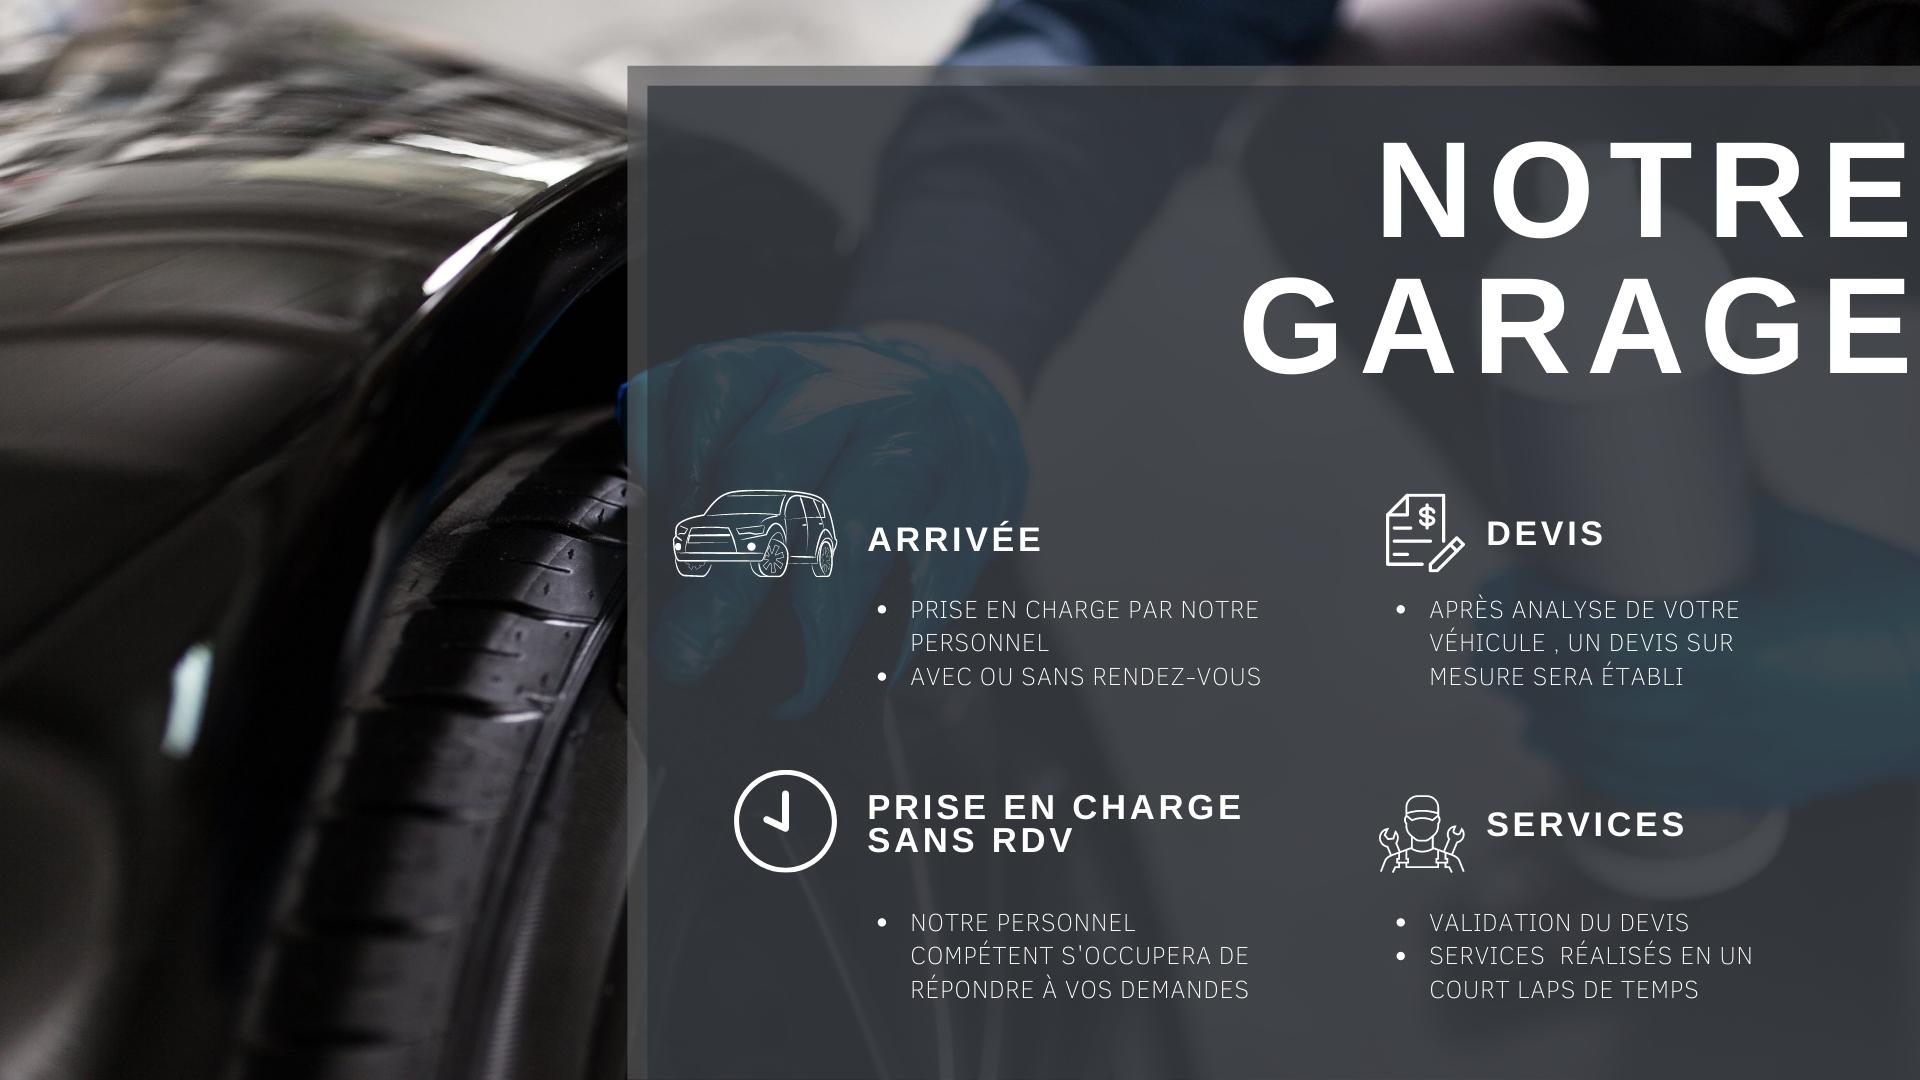 NOTRE
GARAGE
ARRIVÉE
• PRISE EN CHARGE PAR NOTRE
PERSONNEL
• AVEC OU SANS RENDEZ-VOUS
$
DEVIS
• APRÈS ANALYSE DE VOTRE
VÉHICULE , UN DEVIS SUR
MESURE SERA ÉTABLI
PRISE EN CHARGE
SANS RDV
• NOTRE PERSONNEL
COMPÉTENT S'OCCUPERA DE
RÉPONDRE À VOS DEMANDES
SERVICES
• VALIDATION DU DEVIS
• SERVICES  RÉALISÉS EN UN
COURT LAPS DE TEMPS